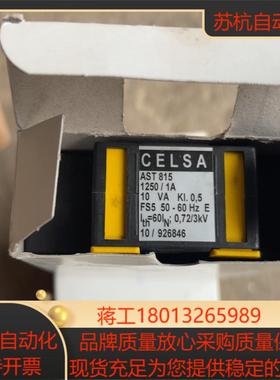 苏杭自动
CELSA
AST 815
1250 / 1A
10 VA Kl. 0,5
FS5 50 - 60 Hz E
Ith=60IN; 0,72/3kV
10 / 926846
蒋工18013265989
自动化
品牌质量放心采购质量保
开票
现货充足为您提供稳定的